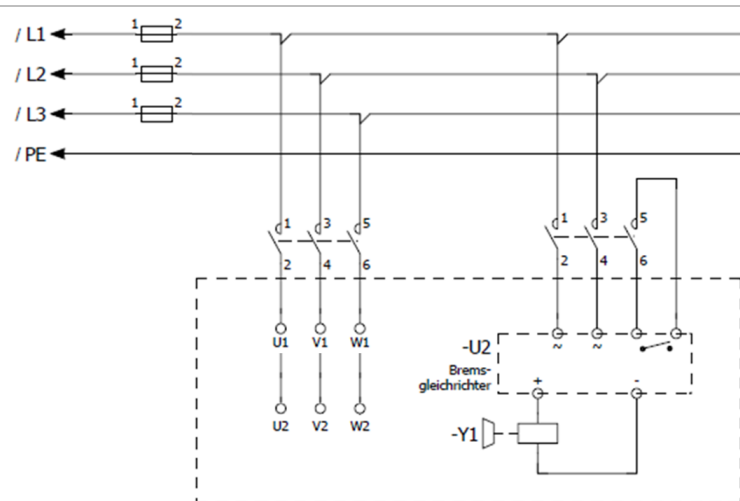 / L1 1 2
/ L2 1 2
/ L3 1 2
/ PE
1 3 5 1 3 5
2 4 6 2 4 6
U1 V1 W1 -U2 ~ ~
Brems-
gleichrichter + -
U2 V2 W2 -Y1